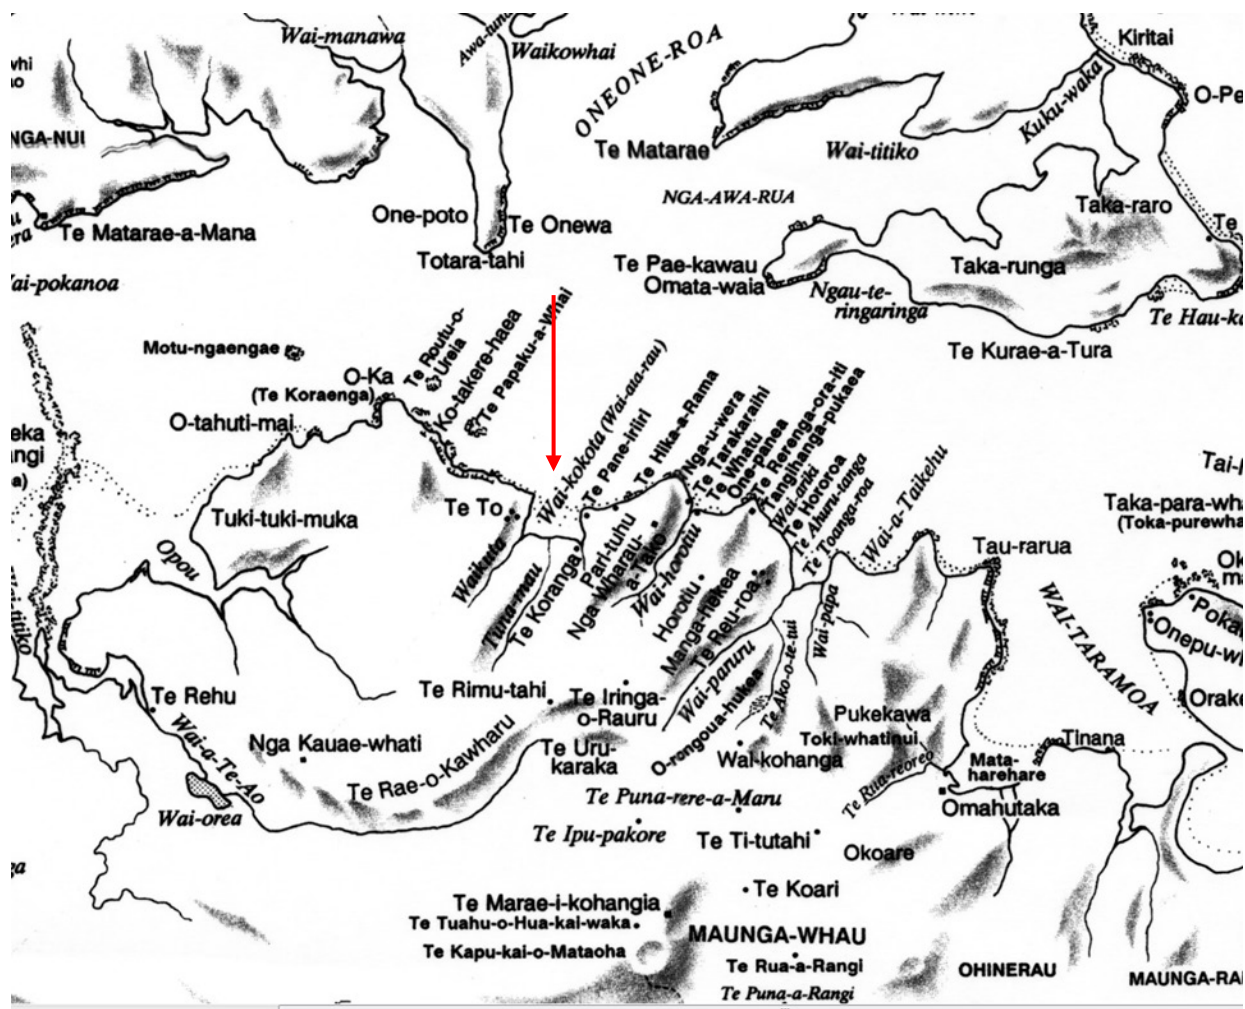 Wai-manawa
Waikowhai
ONEONE-ROA
Kiritai
Kuku-waka
O-Pe
NGA-NUI
Te Matarae
Wai-titiko
NGA-AWA-RUA
Taka-raro
One-poto
Te Onewa
Te Matarae-a-Mana
Totara-tahi
Te Pae-kawau
Omata-waia
Taka-runga
Te
Ngau-te-
ringaringa
Te Hau-ka
Te Kurae-a-Tura
Motu-ngaengae
O-Ka
(Te Koraenga)
Te Routu-o-
Ureia
Ko-takere-haea
Te Papaku-a-Whai
O-tahuti-mai
Wai-kokota (Wai-ata-rau)
Te Pane-iriiri
Te Hika-a-Rama
Nga-u-wera
Te Tarakaraihi
Te Whatu
One-panea
Te Rerenga-ora-iti
Tangihanga-pukaea
Wai-ariki
Te Hororoa
Te Ahuru-tanga
Te Toanga-roa
Wai-a-Taikehu
Taka-para-wha
(Toka-purewha
Te To
Tuki-tuki-muka
Opou
Waikuta
Tuna-mau
Te Koranga
Pari-tuhu
Nga-Wharau-
a-Tako
Wai-horotiu
Horotiu
Manga-hekea
Te Reu-roa
Wai-papa
Tau-rarua
WAI-TARAMOA
Onepu-wh
Orake
Te Rehu
Wai-a-Te-Ao
Te Rimu-tahi
Te Iringa-
o-Rauru
Wai-paruru
O-rongoua-hukea
Te Ako-o-te-tui
Pukekawa
Toki-whatinui
Nga Kauae-whati
Te Rae-o-Kawharu
Te Uru-
karaka
Wai-kohanga
Te Rua-reoreo
Mata-
harehare
Tinana
Omahutaka
Wai-orea
Te Puna-rere-a-Maru
Te Ipu-pakore
Te Ti-tutahi
Okoare
Te Koari
Te Marae-i-kohangia
Te Tuahu-o-Hua-kai-waka
MAUNGA-WHAU
Te Kapu-kai-o-Mataoha
Te Rua-a-Rangi
OHINERAU
MAUNGA-RA
Te Puna-a-Rangi